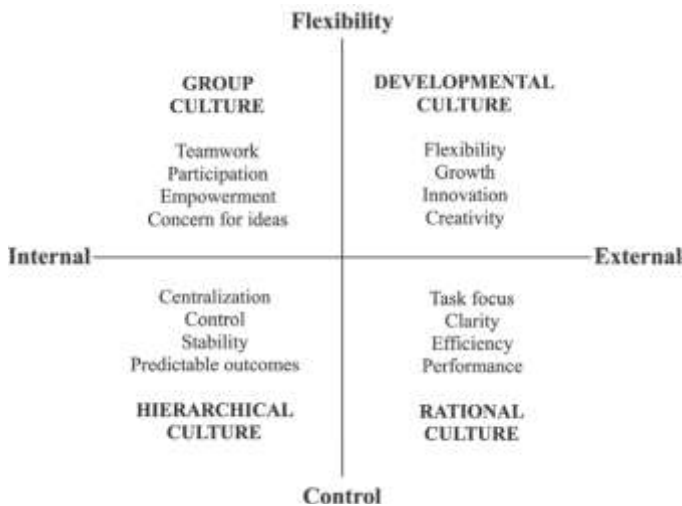 Flexibility
GROUP
CULTURE
Teamwork
Participation
Empowerment
Concern for ideas
DEVELOPMENTAL
CULTURE
Flexibility
Growth
Innovation
Creativity
Internal
External
Centralization
Control
Stability
Predictable outcomes
HIERARCHICAL
CULTURE
Task focus
Clarity
Efficiency
Performance
RATIONAL
CULTURE
Control